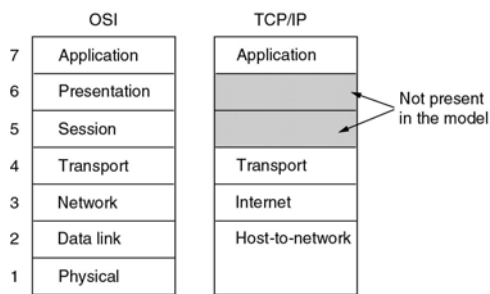 OSI TCP/IP
7 Application Application
6 Presentation
5 Session
Not present
in the model
4 Transport Transport
3 Network Internet
2 Data link Host-to-network
1 Physical